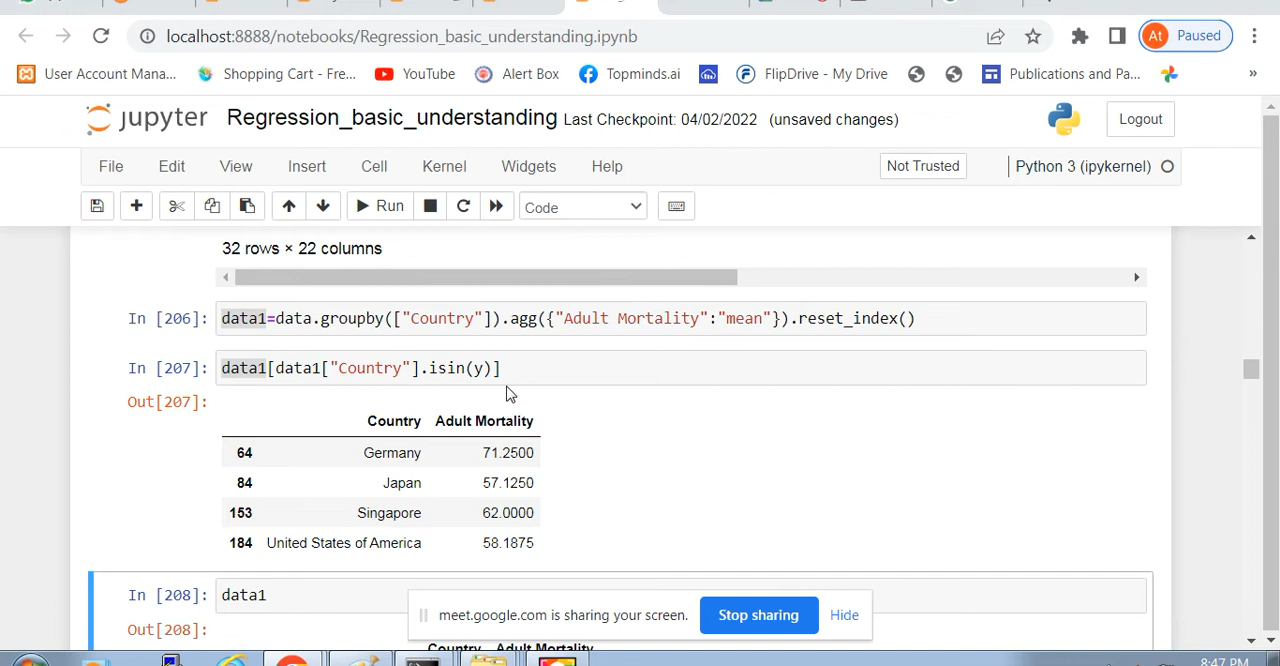 localhost:8888/notebooks/Regression_basic_understanding.ipynb
At Paused
User Account Mana... Shopping Cart - Fre... YouTube Alert Box Topminds.ai FlipDrive - My Drive Publications and Pa... »
jupyter Regression_basic_understanding Last Checkpoint: 04/02/2022 (unsaved changes) Logout
File Edit View Insert Cell Kernel Widgets Help Not Trusted Python 3 (ipykernel)
Run Code
32 rows × 22 columns
In [206]: data1=data.groupby(["Country"]).agg({"Adult Mortality":"mean"}).reset_index()
In [207]: data1[data1["Country"].isin(y)]
Out[207]:
Country Adult Mortality
64 Germany 71.2500
84 Japan 57.1250
153 Singapore 62.0000
184 United States of America 58.1875
In [208]: data1
meet.google.com is sharing your screen. Stop sharing Hide
Out[208]:
Country Adult Mortality
8:47 PM